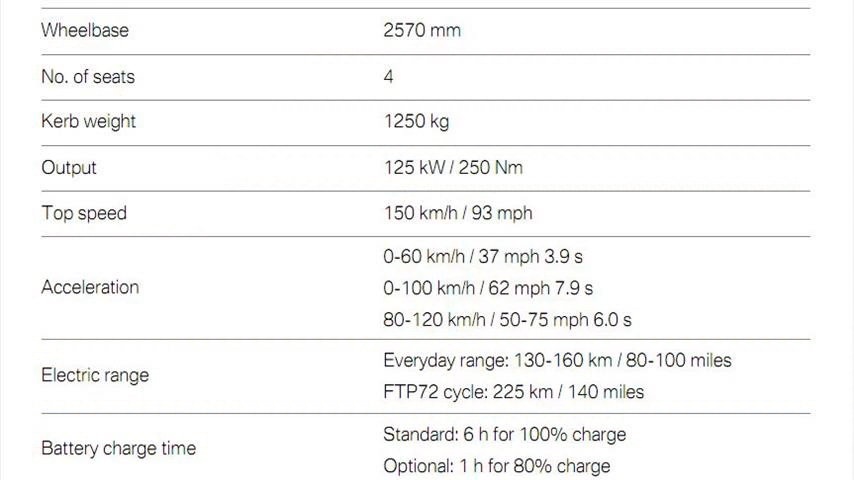 Wheelbase 2570 mm
No. of seats 4
Kerb weight 1250 kg
Output 125 kW / 250 Nm
Top speed 150 km/h / 93 mph
Acceleration
0-60 km/h / 37 mph 3.9 s
0-100 km/h / 62 mph 7.9 s
80-120 km/h / 50-75 mph 6.0 s
Electric range
Everyday range: 130-160 km / 80-100 miles
FTP72 cycle: 225 km / 140 miles
Battery charge time
Standard: 6 h for 100% charge
Optional: 1 h for 80% charge